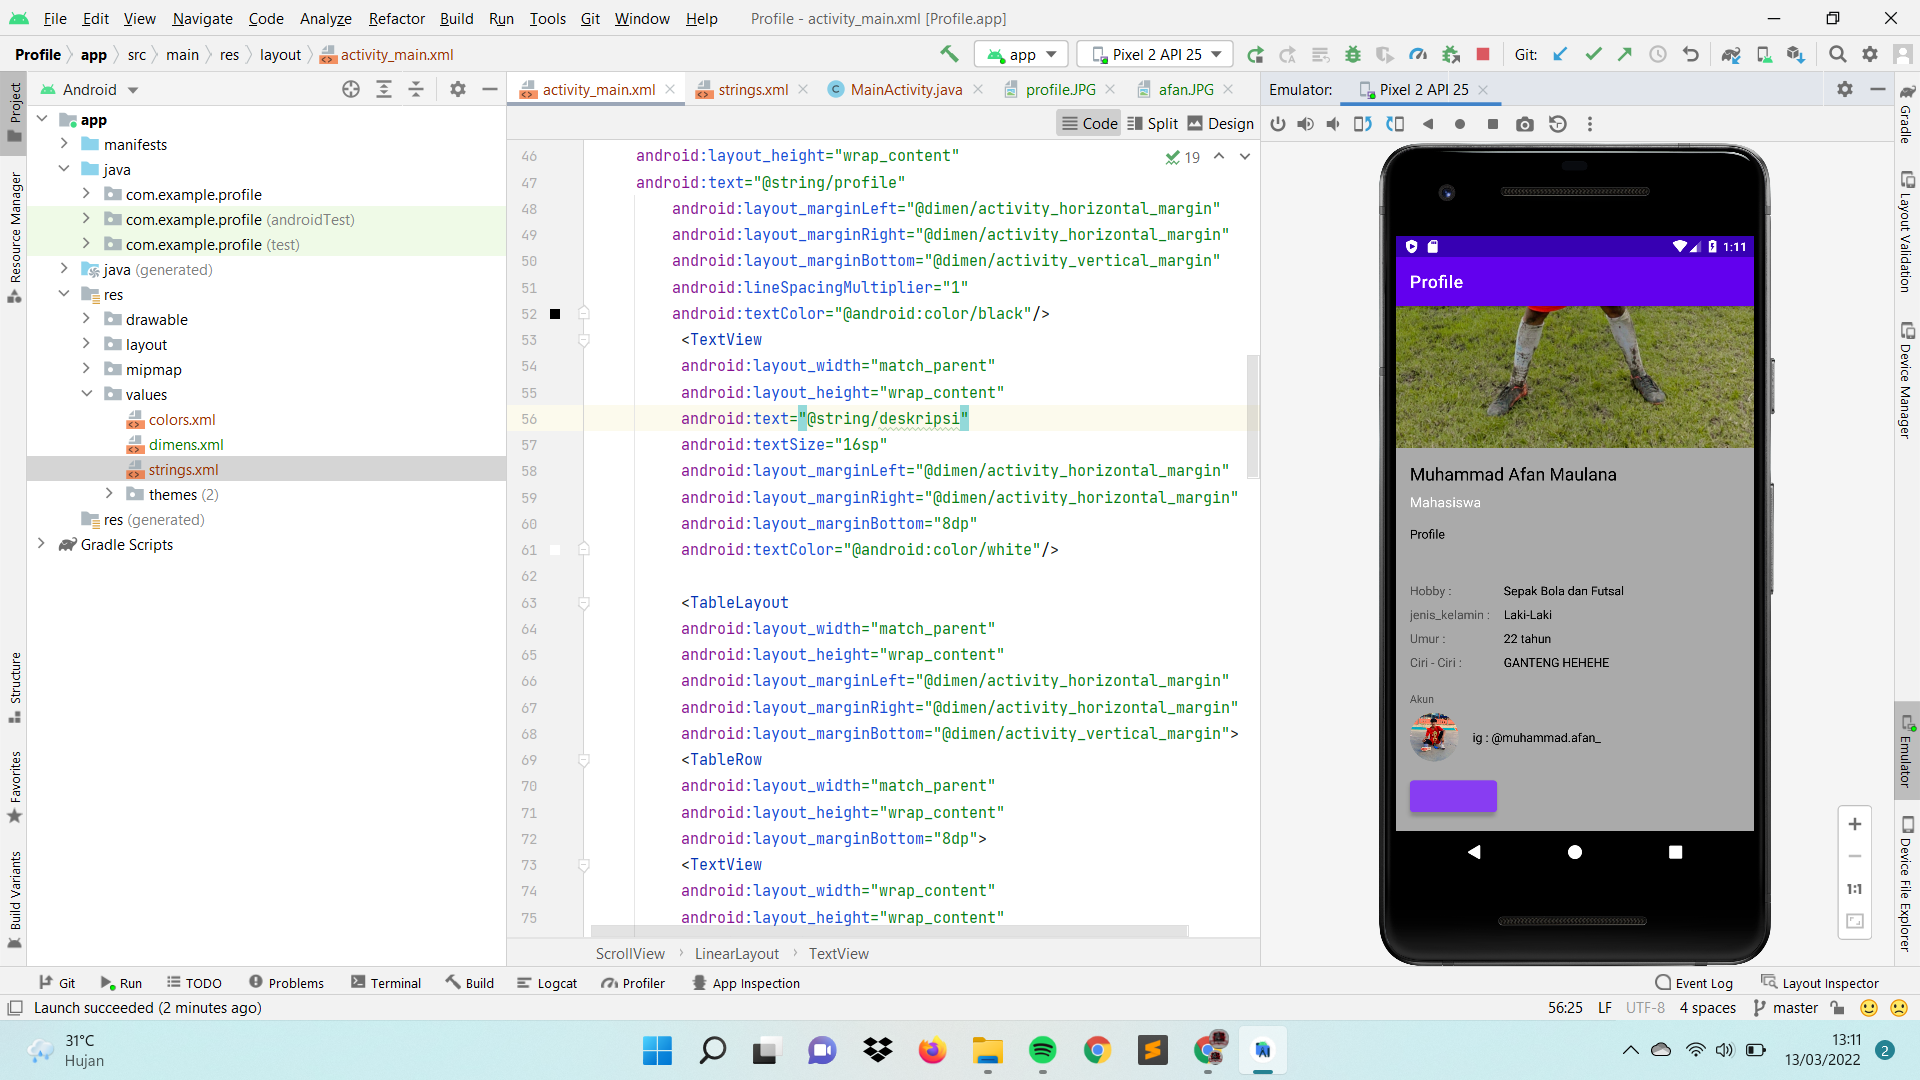 File Edit View Navigate Code Analyze Refactor Build Run Tools Git Window Help Profile - activity_main.xml [Profile.app]
Profile app src main res layout activity_main.xml app Pixel 2 API 25 Git:
Android
activity_main.xml strings.xml MainActivity.java profile.JPG afan.JPG
Emulator: Pixel 2 API 25
Code Split Design
Project
Resource Manager
Structure
Favorites
Build Variants
app
manifests
java
com.example.profile
com.example.profile (androidTest)
com.example.profile (test)
java (generated)
res
drawable
layout
mipmap
values
colors.xml
dimens.xml
strings.xml
themes (2)
res (generated)
Gradle Scripts
19
46 android:layout_height="wrap_content"
47 android:text="@string/profile"
48 android:layout_marginLeft="@dimen/activity_horizontal_margin"
49 android:layout_marginRight="@dimen/activity_horizontal_margin"
50 android:layout_marginBottom="@dimen/activity_vertical_margin"
51 android:lineSpacingMultiplier="1"
52 android:textColor="@android:color/black"/>
53 <TextView
54 android:layout_width="match_parent"
55 android:layout_height="wrap_content"
56 android:text="@string/deskripsi"
57 android:textSize="16sp"
58 android:layout_marginLeft="@dimen/activity_horizontal_margin"
59 android:layout_marginRight="@dimen/activity_horizontal_margin"
60 android:layout_marginBottom="8dp"
61 android:textColor="@android:color/white"/>
62
63 <TableLayout
64 android:layout_width="match_parent"
65 android:layout_height="wrap_content"
66 android:layout_marginLeft="@dimen/activity_horizontal_margin"
67 android:layout_marginRight="@dimen/activity_horizontal_margin"
68 android:layout_marginBottom="@dimen/activity_vertical_margin">
69 <TableRow
70 android:layout_width="match_parent"
71 android:layout_height="wrap_content"
72 android:layout_marginBottom="8dp">
73 <TextView
74 android:layout_width="wrap_content"
75 android:layout_height="wrap_content"
ScrollView LinearLayout TextView
1:11
Profile
Muhammad Afan Maulana
Mahasiswa
Profile
Hobby : Sepak Bola dan Futsal
jenis_kelamin : Laki-Laki
Umur : 22 tahun
Ciri - Ciri : GANTENG HEHEHE
Akun
ig : @muhammad.afan_
1:1
Gradle
Layout Validation
Device Manager
Emulator
Device File Explorer
Git Run TODO Problems Terminal Build Logcat Profiler App Inspection Event Log Layout Inspector
Launch succeeded (2 minutes ago) 56:25 LF UTF-8 4 spaces master
31°C
Hujan
13:11
13/03/2022
2